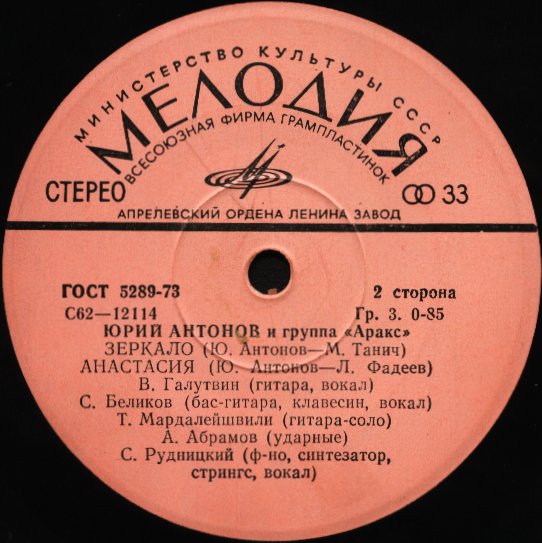 МИНИСТЕРСТВО КУЛЬТУРЫ СССР
МЕЛОДИЯ
ВСЕСОЮЗНАЯ ФИРМА ГРАМПЛАСТИНОК
СТЕРЕО 33
АПРЕЛЕВСКИЙ ОРДЕНА ЛЕНИНА ЗАВОД
ГОСТ 5289-73 2 сторона
С62—12114 Гр. 3. 0-85
ЮРИЙ АНТОНОВ и группа «Аракс»
ЗЕРКАЛО (Ю. Антонов—М. Танич)
АНАСТАСИЯ (Ю. Антонов—Л. Фадеев)
В. Галутвин (гитара, вокал)
С. Беликов (бас-гитара, клавесин, вокал)
Т. Мардалейшвили (гитара-соло)
А. Абрамов (ударные)
С. Рудницкий (ф-но, синтезатор,
стрингс, вокал)